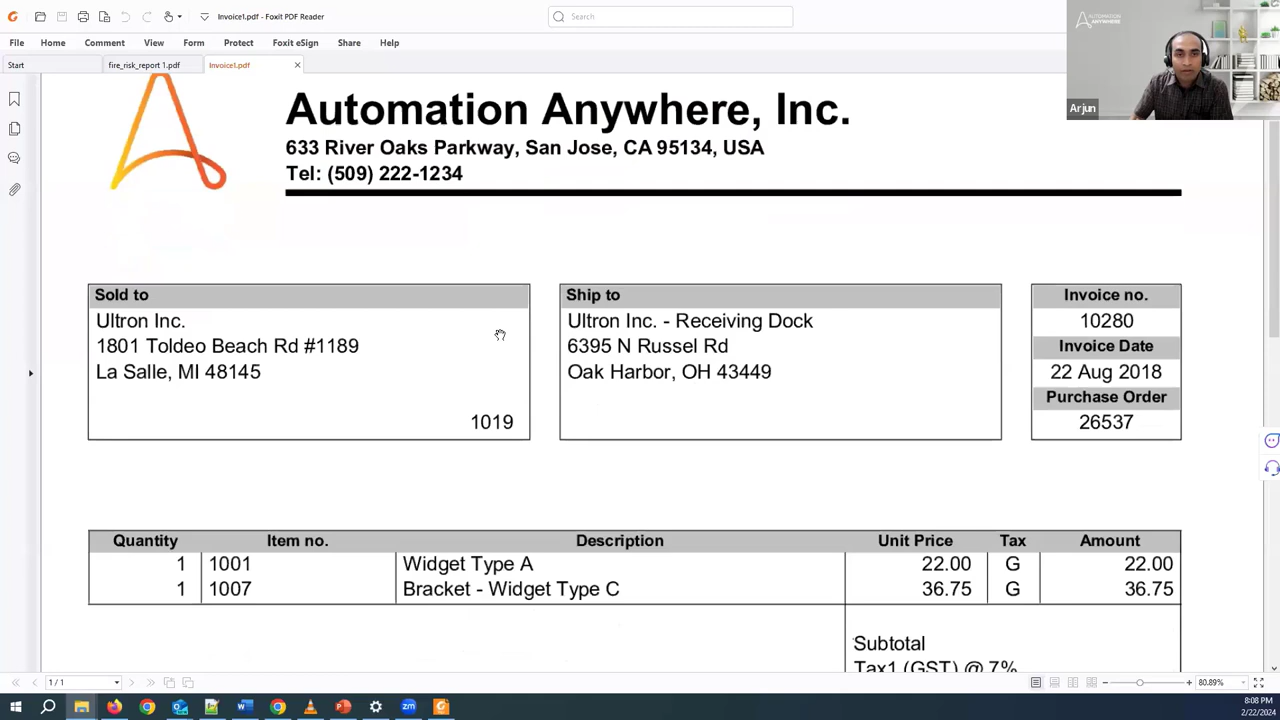 Invoice1.pdf - Foxit PDF Reader
Search
File Home Comment View Form Protect Foxit eSign Share Help
Start fire_risk_report 1.pdf Invoice1.pdf
AUTOMATION
ANYWHERE
Arjun
Automation Anywhere, Inc.
633 River Oaks Parkway, San Jose, CA 95134, USA
Tel: (509) 222-1234
Sold to
Ultron Inc.
1801 Toldeo Beach Rd #1189
La Salle, MI 48145
1019
Ship to
Ultron Inc. - Receiving Dock
6395 N Russel Rd
Oak Harbor, OH 43449
Invoice no.
10280
Invoice Date
22 Aug 2018
Purchase Order
26537
Quantity Item no. Description Unit Price Tax Amount
1 1001 Widget Type A 22.00 G 22.00
1 1007 Bracket - Widget Type C 36.75 G 36.75
Subtotal
Tax1 (GST) @ 7%
1 / 1
80.89%
8:08 PM
2/22/2024